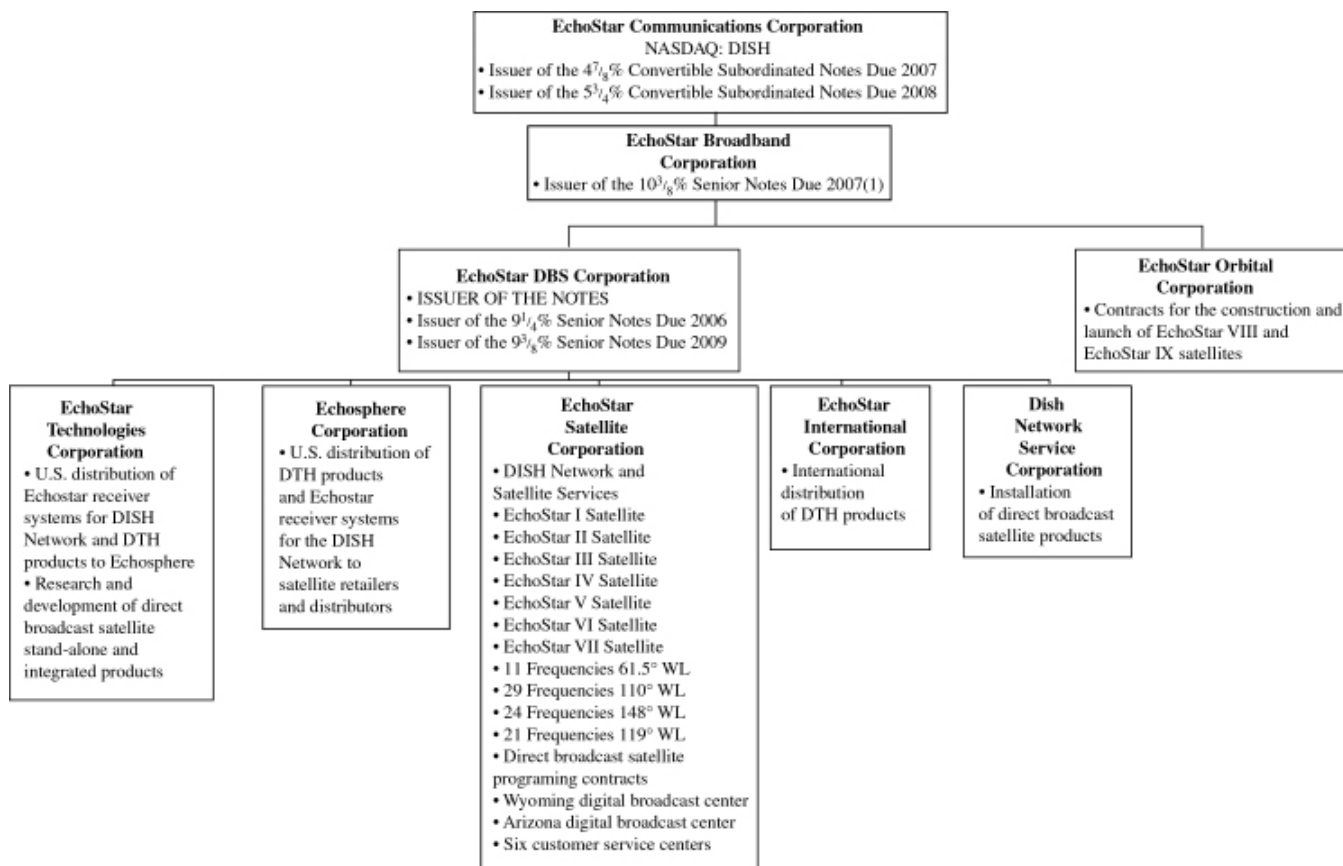 EchoStar Communications Corporation
NASDAQ: DISH
• Issuer of the 4 7/8% Convertible Subordinated Notes Due 2007
• Issuer of the 5 3/4% Convertible Subordinated Notes Due 2008
EchoStar Broadband
Corporation
• Issuer of the 10 3/8% Senior Notes Due 2007(1)
EchoStar DBS Corporation
• ISSUER OF THE NOTES
• Issuer of the 9 1/4% Senior Notes Due 2006
• Issuer of the 9 3/8% Senior Notes Due 2009
EchoStar Orbital
Corporation
• Contracts for the construction and
launch of EchoStar VIII and
EchoStar IX satellites
EchoStar
Technologies
Corporation
• U.S. distribution of
Echostar receiver
systems for DISH
Network and DTH
products to Echosphere
• Research and
development of direct
broadcast satellite
stand-alone and
integrated products
Echosphere
Corporation
• U.S. distribution of
DTH products
and Echostar
receiver systems
for the DISH
Network to
satellite retailers
and distributors
EchoStar
Satellite
Corporation
• DISH Network and
Satellite Services
• EchoStar I Satellite
• EchoStar II Satellite
• EchoStar III Satellite
• EchoStar IV Satellite
• EchoStar V Satellite
• EchoStar VI Satellite
• EchoStar VII Satellite
• 11 Frequencies 61.5° WL
• 29 Frequencies 110° WL
• 24 Frequencies 148° WL
• 21 Frequencies 119° WL
• Direct broadcast satellite
programing contracts
• Wyoming digital broadcast center
• Arizona digital broadcast center
• Six customer service centers
EchoStar
International
Corporation
• International
distribution
of DTH products
Dish
Network
Service
Corporation
• Installation
of direct broadcast
satellite products